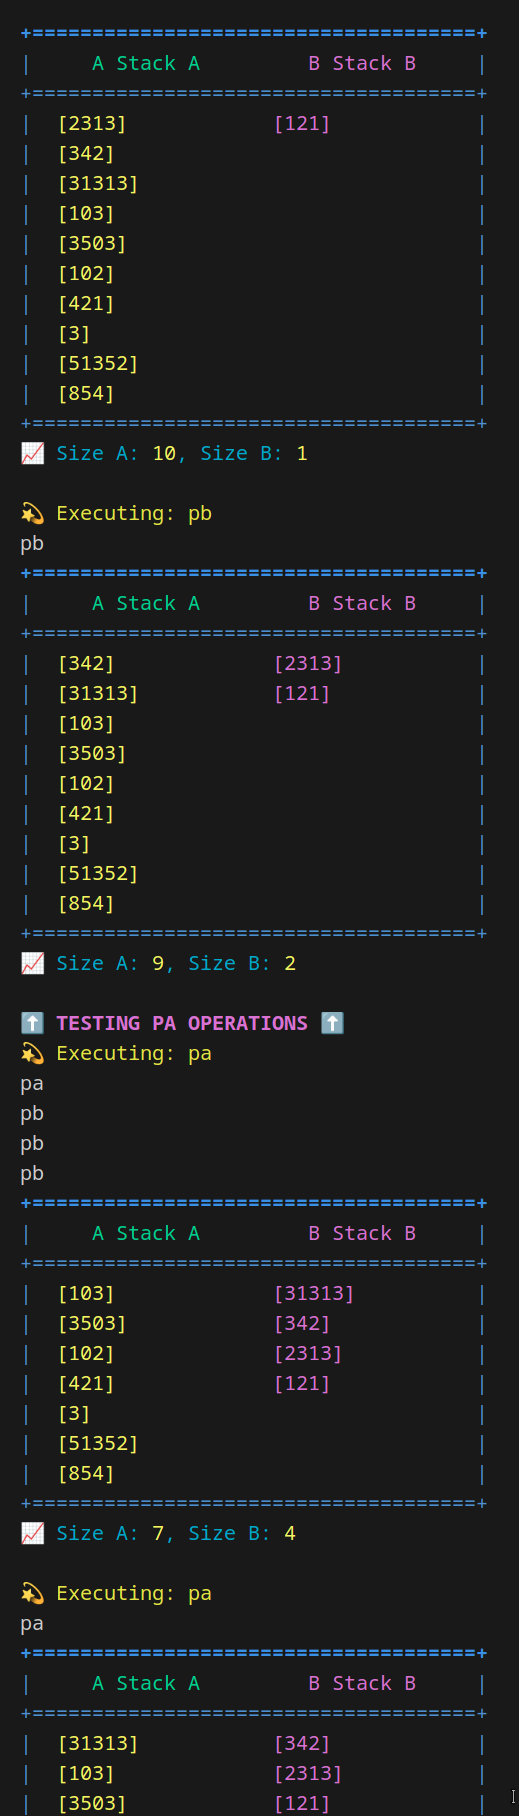 +=====================================+
|     A Stack A         B Stack B     |
+=====================================+
|  [2313]            [121]            |
|  [342]                              |
|  [31313]                            |
|  [103]                              |
|  [3503]                             |
|  [102]                              |
|  [421]                              |
|  [3]                                |
|  [51352]                            |
|  [854]                              |
+=====================================+
📈 Size A: 10, Size B: 1

💫 Executing: pb
pb
+=====================================+
|     A Stack A         B Stack B     |
+=====================================+
|  [342]             [2313]           |
|  [31313]           [121]            |
|  [103]                              |
|  [3503]                             |
|  [102]                              |
|  [421]                              |
|  [3]                                |
|  [51352]                            |
|  [854]                              |
+=====================================+
📈 Size A: 9, Size B: 2

⬆️ TESTING PA OPERATIONS ⬆️
💫 Executing: pa
pa
pb
pb
pb
+=====================================+
|     A Stack A         B Stack B     |
+=====================================+
|  [103]             [31313]          |
|  [3503]            [342]            |
|  [102]             [2313]           |
|  [421]             [121]            |
|  [3]                                |
|  [51352]                            |
|  [854]                              |
+=====================================+
📈 Size A: 7, Size B: 4

💫 Executing: pa
pa
+=====================================+
|     A Stack A         B Stack B     |
+=====================================+
|  [31313]           [342]            |
|  [103]             [2313]           |
|  [3503]            [121]            |